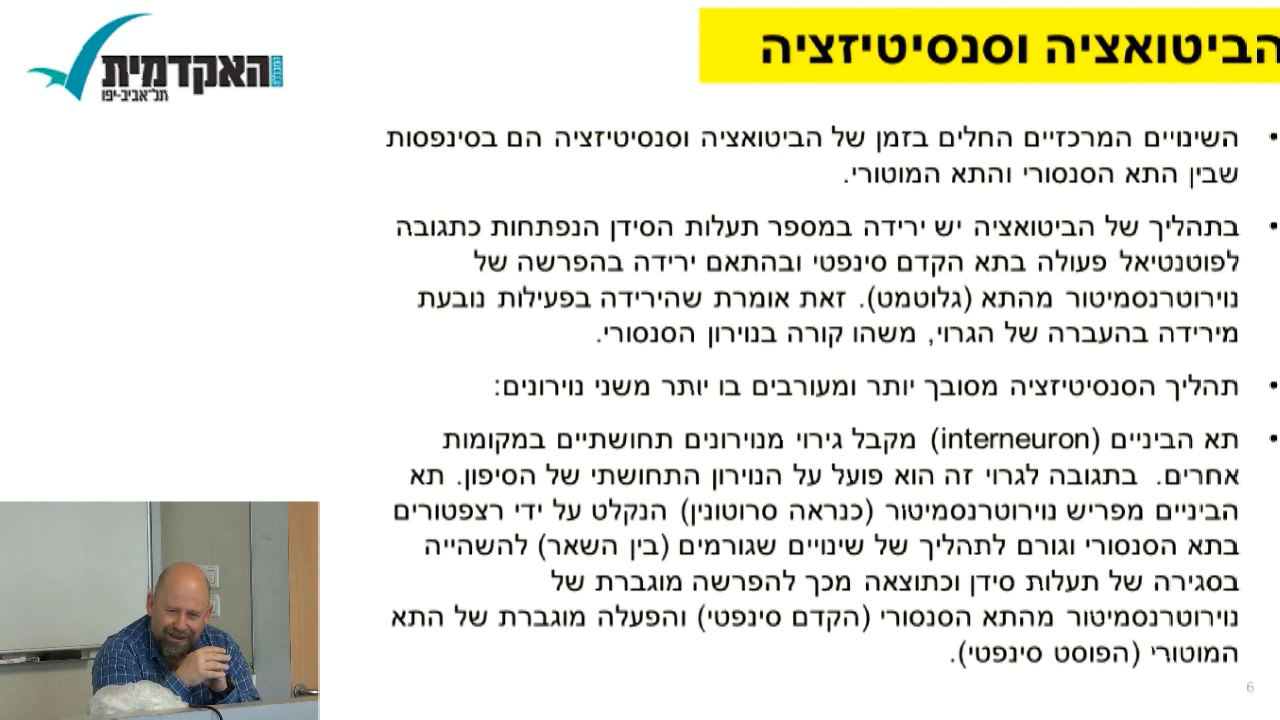 הביטואציה וסנסיטיזציה
האקדמית
תל־אביב-יפו
השינויים המרכזיים החלים בזמן של הביטואציה וסנסיטיזציה הם בסינפסות
שבין התא הסנסורי והתא המוטורי.
בתהליך של הביטואציה יש ירידה במספר תעלות הסידן הנפתחות כתגובה
לפוטנטיאל פעולה בתא הקדם סינפטי ובהתאם ירידה בהפרשה של
נוירוטרנסמיטור מהתא (גלוטמט). זאת אומרת שהירידה בפעילות נובעת
מירידה בהעברה של הגרוי, משהו קורה בנוירון הסנסורי.
תהליך הסנסיטיזציה מסובך יותר ומעורבים בו יותר משני נוירונים:
תא הביניים (interneuron) מקבל גירוי מנוירונים תחושתיים במקומות
אחרים. בתגובה לגרוי זה הוא פועל על הנוירון התחושתי של הסיפון. תא
הביניים מפריש נוירוטרנסמיטור (כנראה סרוטונין) הנקלט על ידי רצפטורים
בתא הסנסורי וגורם לתהליך של שינויים שגורמים (בין השאר) להשהייה
בסגירה של תעלות סידן וכתוצאה מכך להפרשה מוגברת של
נוירוטרנסמיטור מהתא הסנסורי (הקדם סינפטי) והפעלה מוגברת של התא
המוטורי (הפוסט סינפטי).
6